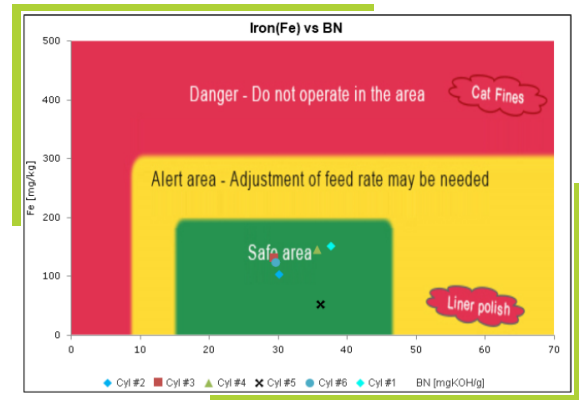 Iron(Fe) vs BN
500
400
300
200
100
0
Fe [mg/kg]
Danger - Do not operate in the area
Cat Fines
Alert area - Adjustment of feed rate may be needed
Safe area
Liner polish
0 10 20 30 40 50 60 70
Cyl #2 Cyl #3 Cyl #4 Cyl #5 Cyl #6 Cyl #1 BN [mgKOH/g]